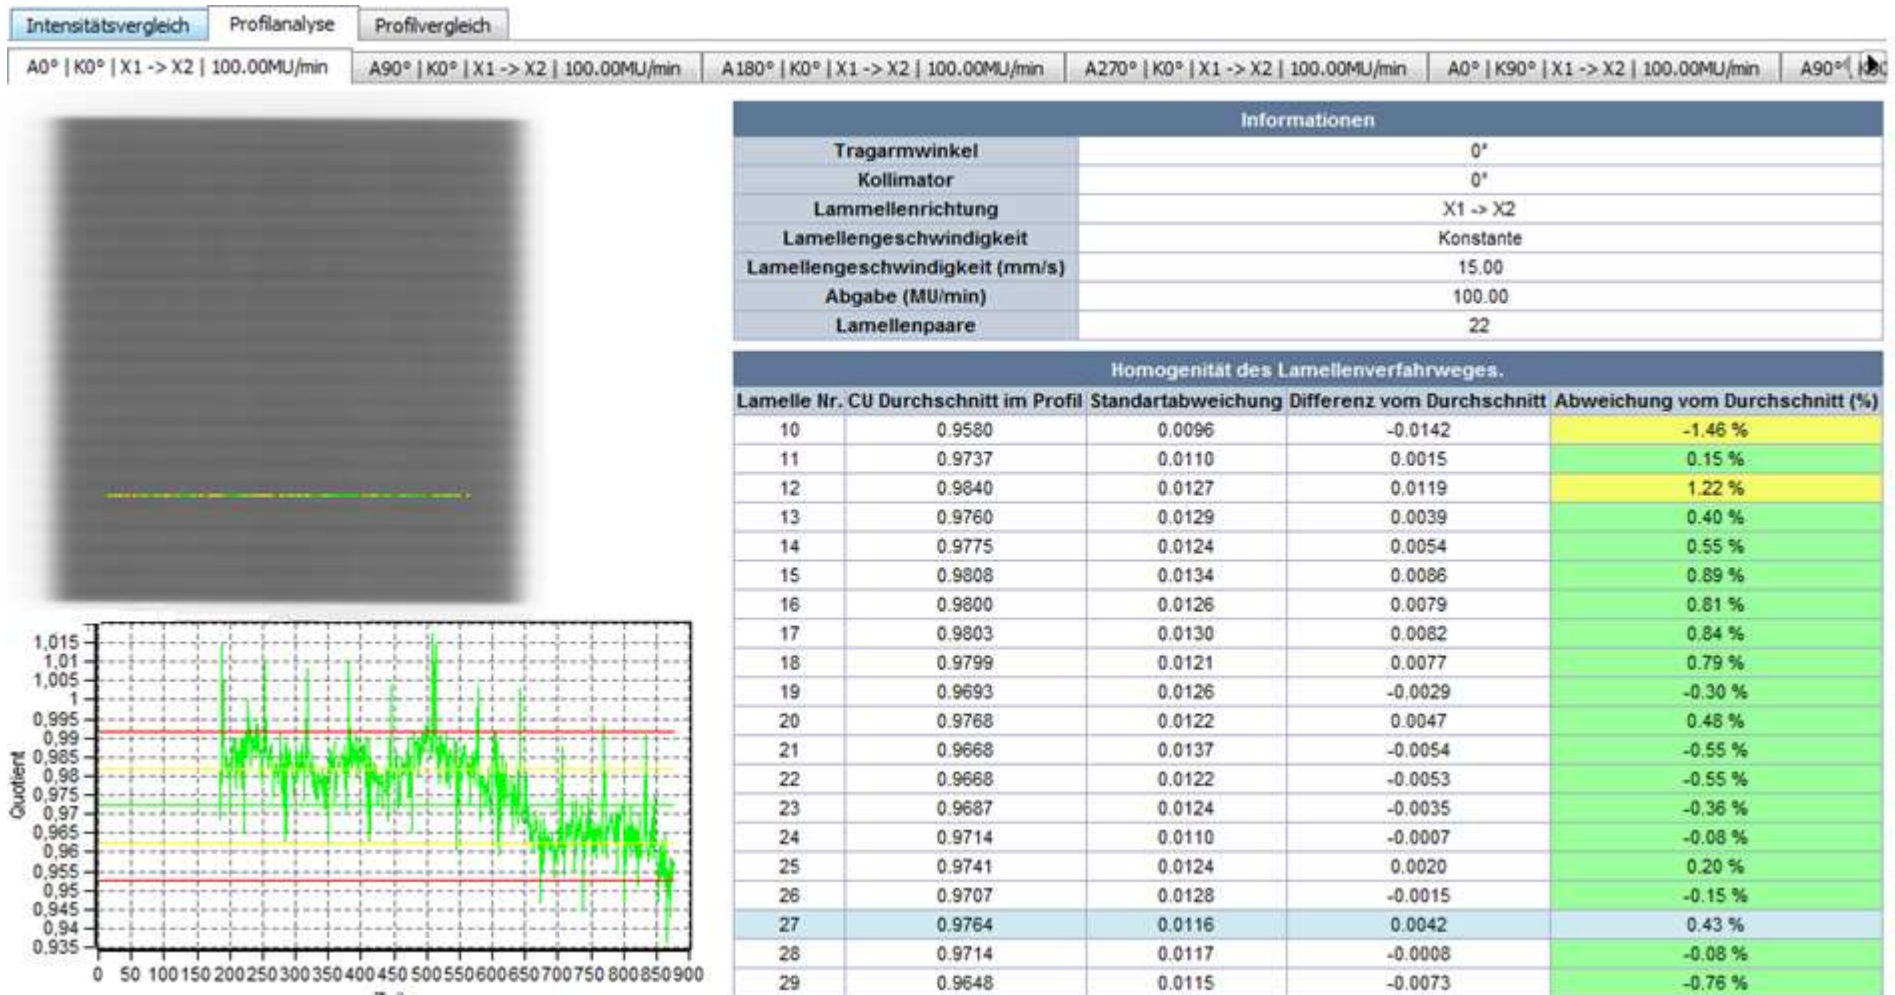 Intensitätsvergleich Profilanalyse Profilvergleich
A0° | K0° | X1 -> X2 | 100.00MU/min A90° | K0° | X1 -> X2 | 100.00MU/min A180° | K0° | X1 -> X2 | 100.00MU/min A270° | K0° | X1 -> X2 | 100.00MU/min A0° | K90° | X1 -> X2 | 100.00MU/min A90°
Informationen
Tragarmwinkel 0°
Kollimator 0°
Lammellenrichtung X1 -> X2
Lamellengeschwindigkeit Konstante
Lamellengeschwindigkeit (mm/s) 15.00
Abgabe (MU/min) 100.00
Lamellenpaare 22
Homogenität des Lamellenverfahrweges.
Lamelle Nr. CU Durchschnitt im Profil Standartabweichung Differenz vom Durchschnitt Abweichung vom Durchschnitt (%)
10 0.9580 0.0096 -0.0142 -1.46 %
11 0.9737 0.0110 0.0015 0.15 %
12 0.9840 0.0127 0.0119 1.22 %
13 0.9760 0.0129 0.0039 0.40 %
14 0.9775 0.0124 0.0054 0.55 %
15 0.9808 0.0134 0.0086 0.89 %
16 0.9800 0.0126 0.0079 0.81 %
17 0.9803 0.0130 0.0082 0.84 %
18 0.9799 0.0121 0.0077 0.79 %
19 0.9693 0.0126 -0.0029 -0.30 %
20 0.9768 0.0122 0.0047 0.48 %
21 0.9668 0.0137 -0.0054 -0.55 %
22 0.9668 0.0122 -0.0053 -0.55 %
23 0.9687 0.0124 -0.0035 -0.36 %
24 0.9714 0.0110 -0.0007 -0.08 %
25 0.9741 0.0124 0.0020 0.20 %
26 0.9707 0.0128 -0.0015 -0.15 %
27 0.9764 0.0116 0.0042 0.43 %
28 0.9714 0.0117 -0.0008 -0.08 %
29 0.9648 0.0115 -0.0073 -0.76 %
Quotient
1,015
1,01
1,005
1
0,995
0,99
0,985
0,98
0,975
0,97
0,965
0,96
0,955
0,95
0,945
0,94
0,935
0 50 100 150 200 250 300 350 400 450 500 550 600 650 700 750 800 850 900